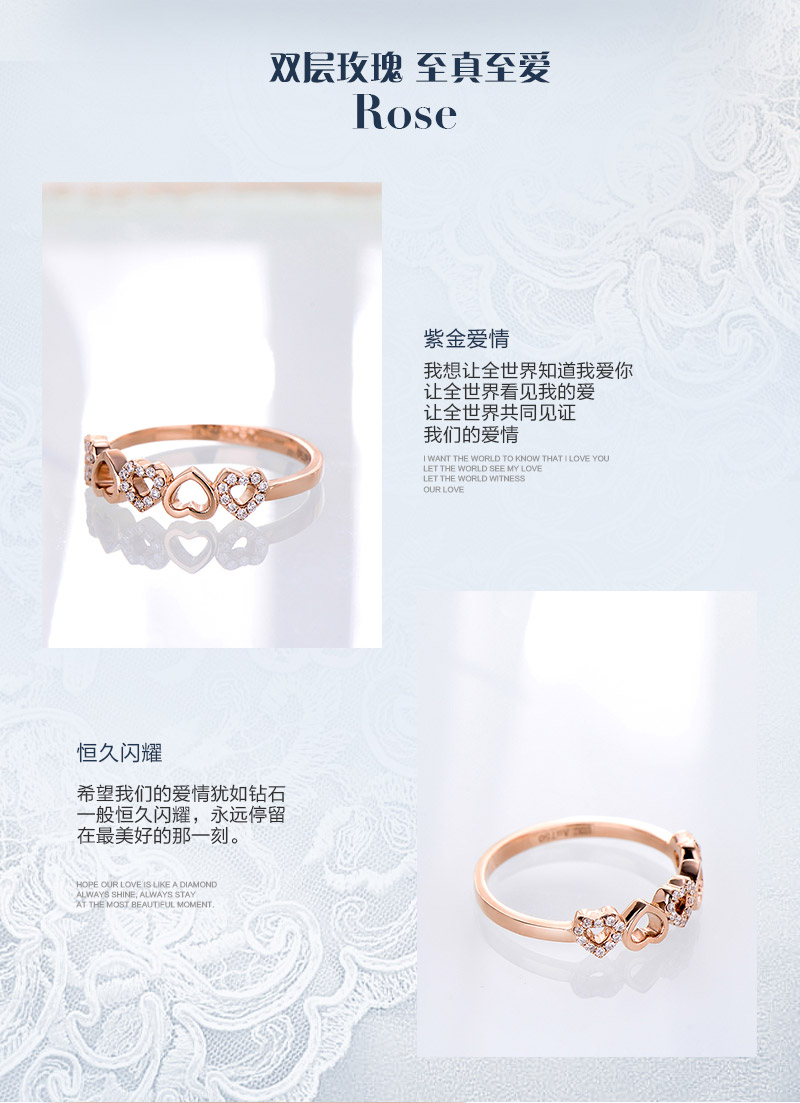 双层玫瑰 至真至爱
Rose
紫金爱情
我想让全世界知道我爱你
让全世界看见我的爱
让全世界共同见证
我们的爱情
I WANT THE WORLD TO KNOW THAT I LOVE YOU
LET THE WORLD SEE MY LOVE
LET THE WORLD WITNESS
OUR LOVE
恒久闪耀
希望我们的爱情犹如钻石
一般恒久闪耀，永远停留
在最美好的那一刻。
HOPE OUR LOVE IS LIKE A DIAMOND
ALWAYS SHINE, ALWAYS STAY
AT THE MOST BEAUTIFUL MOMENT.